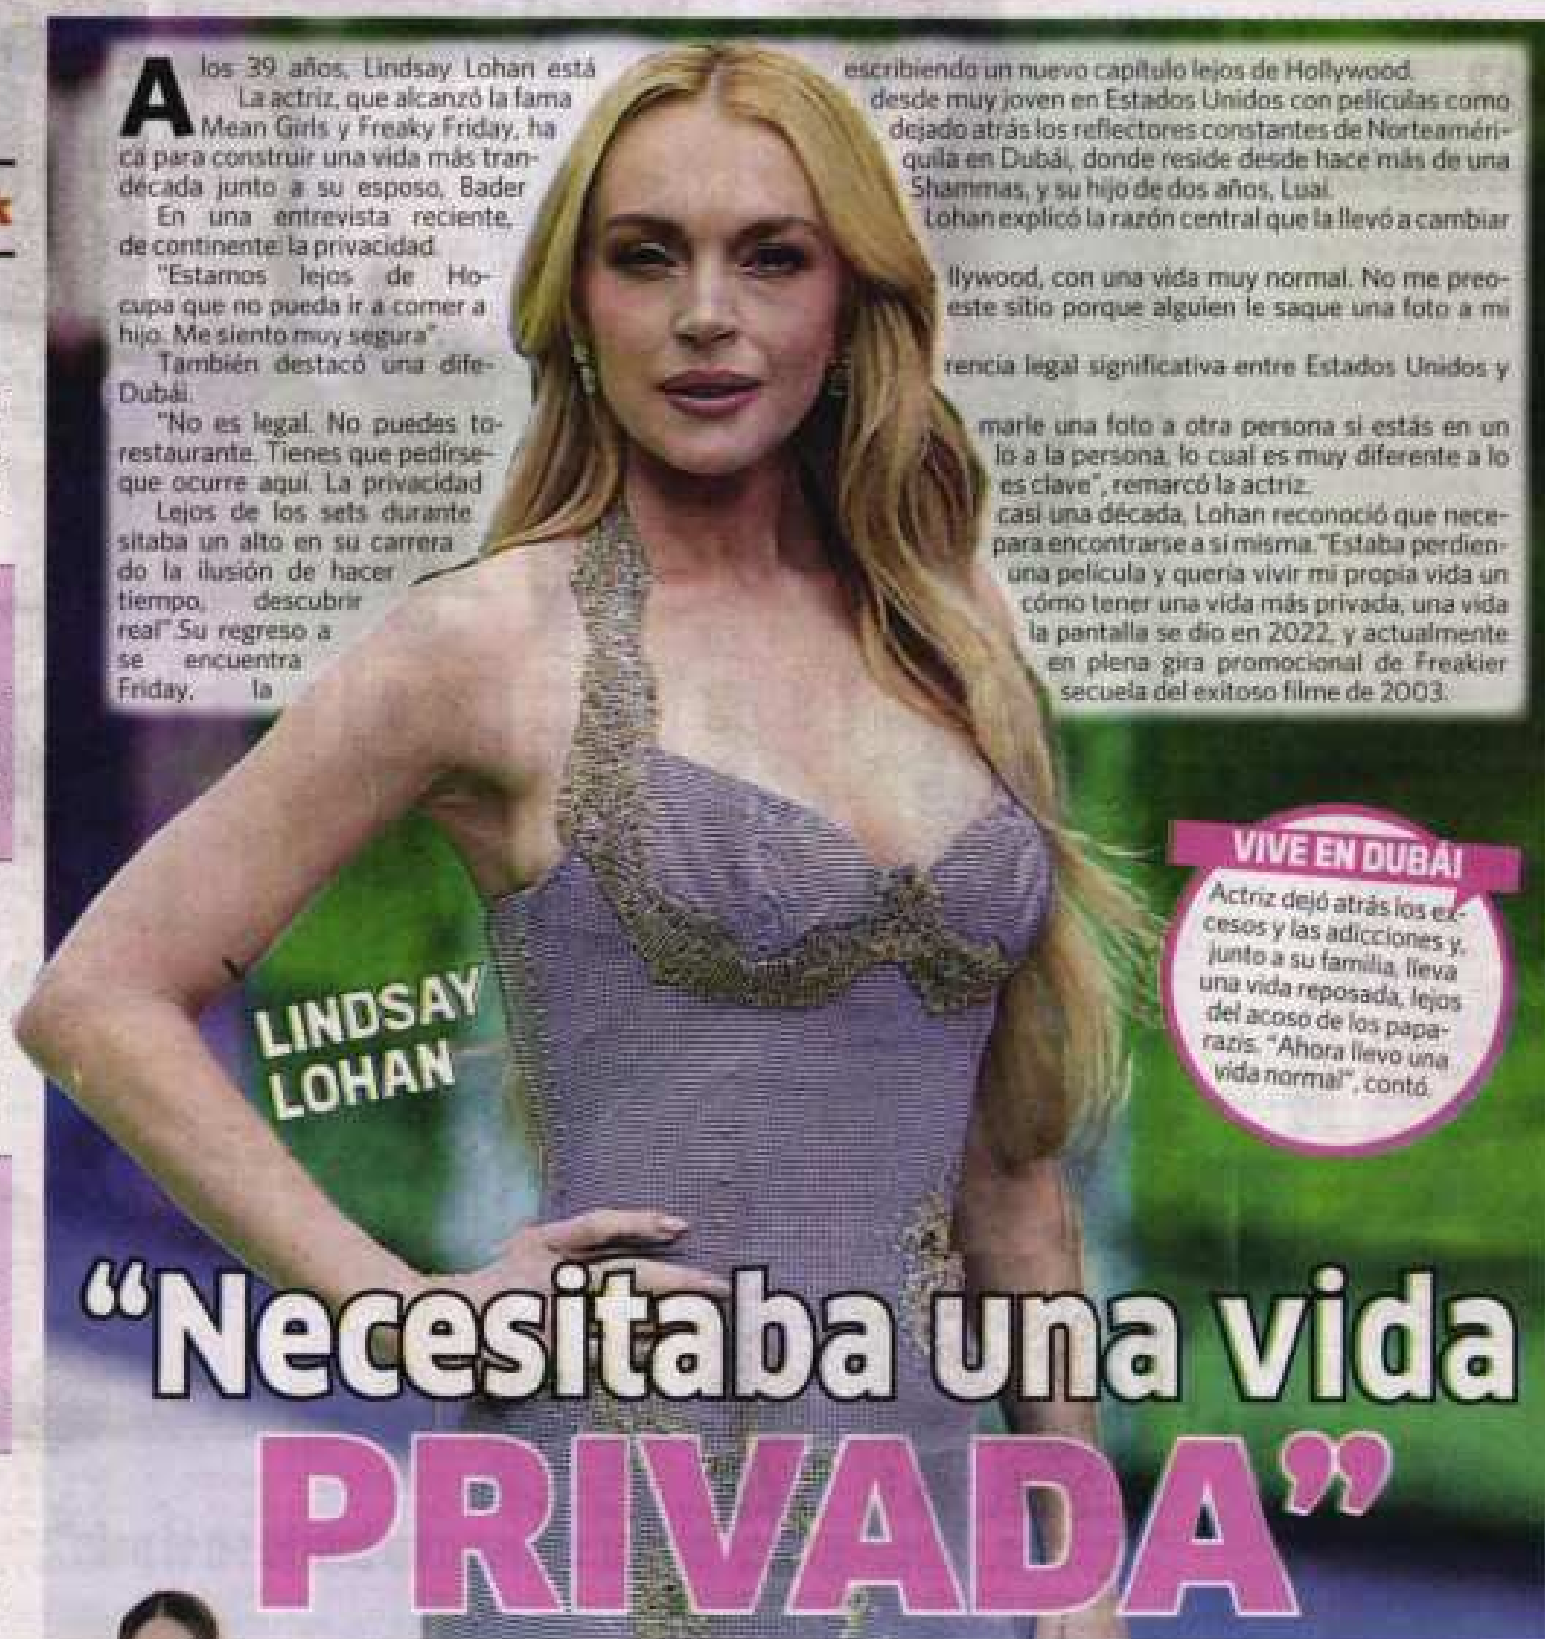 A los 39 años, Lindsay Lohan está escribiendo un nuevo capítulo lejos de Hollywood.
La actriz, que alcanzó la fama desde muy joven en Estados Unidos con películas como
Mean Girls y Freaky Friday, ha dejado atrás los reflectores constantes de Norteaméri-
ca para construir una vida más tran- quila en Dubái, donde reside desde hace más de una
década junto a su esposo, Bader Shammas, y su hijo de dos años, Luai.
En una entrevista reciente, Lohan explicó la razón central que la llevó a cambiar
de continente: la privacidad.
"Estamos lejos de Ho- llywood, con una vida muy normal. No me preo-
cupa que no pueda ir a comer a este sitio porque alguien le saque una foto a mi
hijo. Me siento muy segura".
También destacó una dife- rencia legal significativa entre Estados Unidos y
Dubái.
"No es legal. No puedes to- marle una foto a otra persona si estás en un
restaurante. Tienes que pedírse- lo a la persona, lo cual es muy diferente a lo
que ocurre aquí. La privacidad es clave", remarcó la actriz.
Lejos de los sets durante casi una década, Lohan reconoció que nece-
sitaba un alto en su carrera para encontrarse a sí misma. "Estaba perdien-
do la ilusión de hacer una película y quería vivir mi propia vida un
tiempo, descubrir cómo tener una vida más privada, una vida
real" Su regreso a la pantalla se dio en 2022, y actualmente
se encuentra en plena gira promocional de Freakier
Friday, la secuela del exitoso filme de 2003.
VIVE EN DUBÁI
Actriz dejó atrás los ex-
cesos y las adicciones y,
junto a su familia, lleva
una vida reposada, lejos
del acoso de los papa-
razis. "Ahora llevo una
vida normal", contó.
LINDSAY
LOHAN
“Necesitaba una vida
PRIVADA”